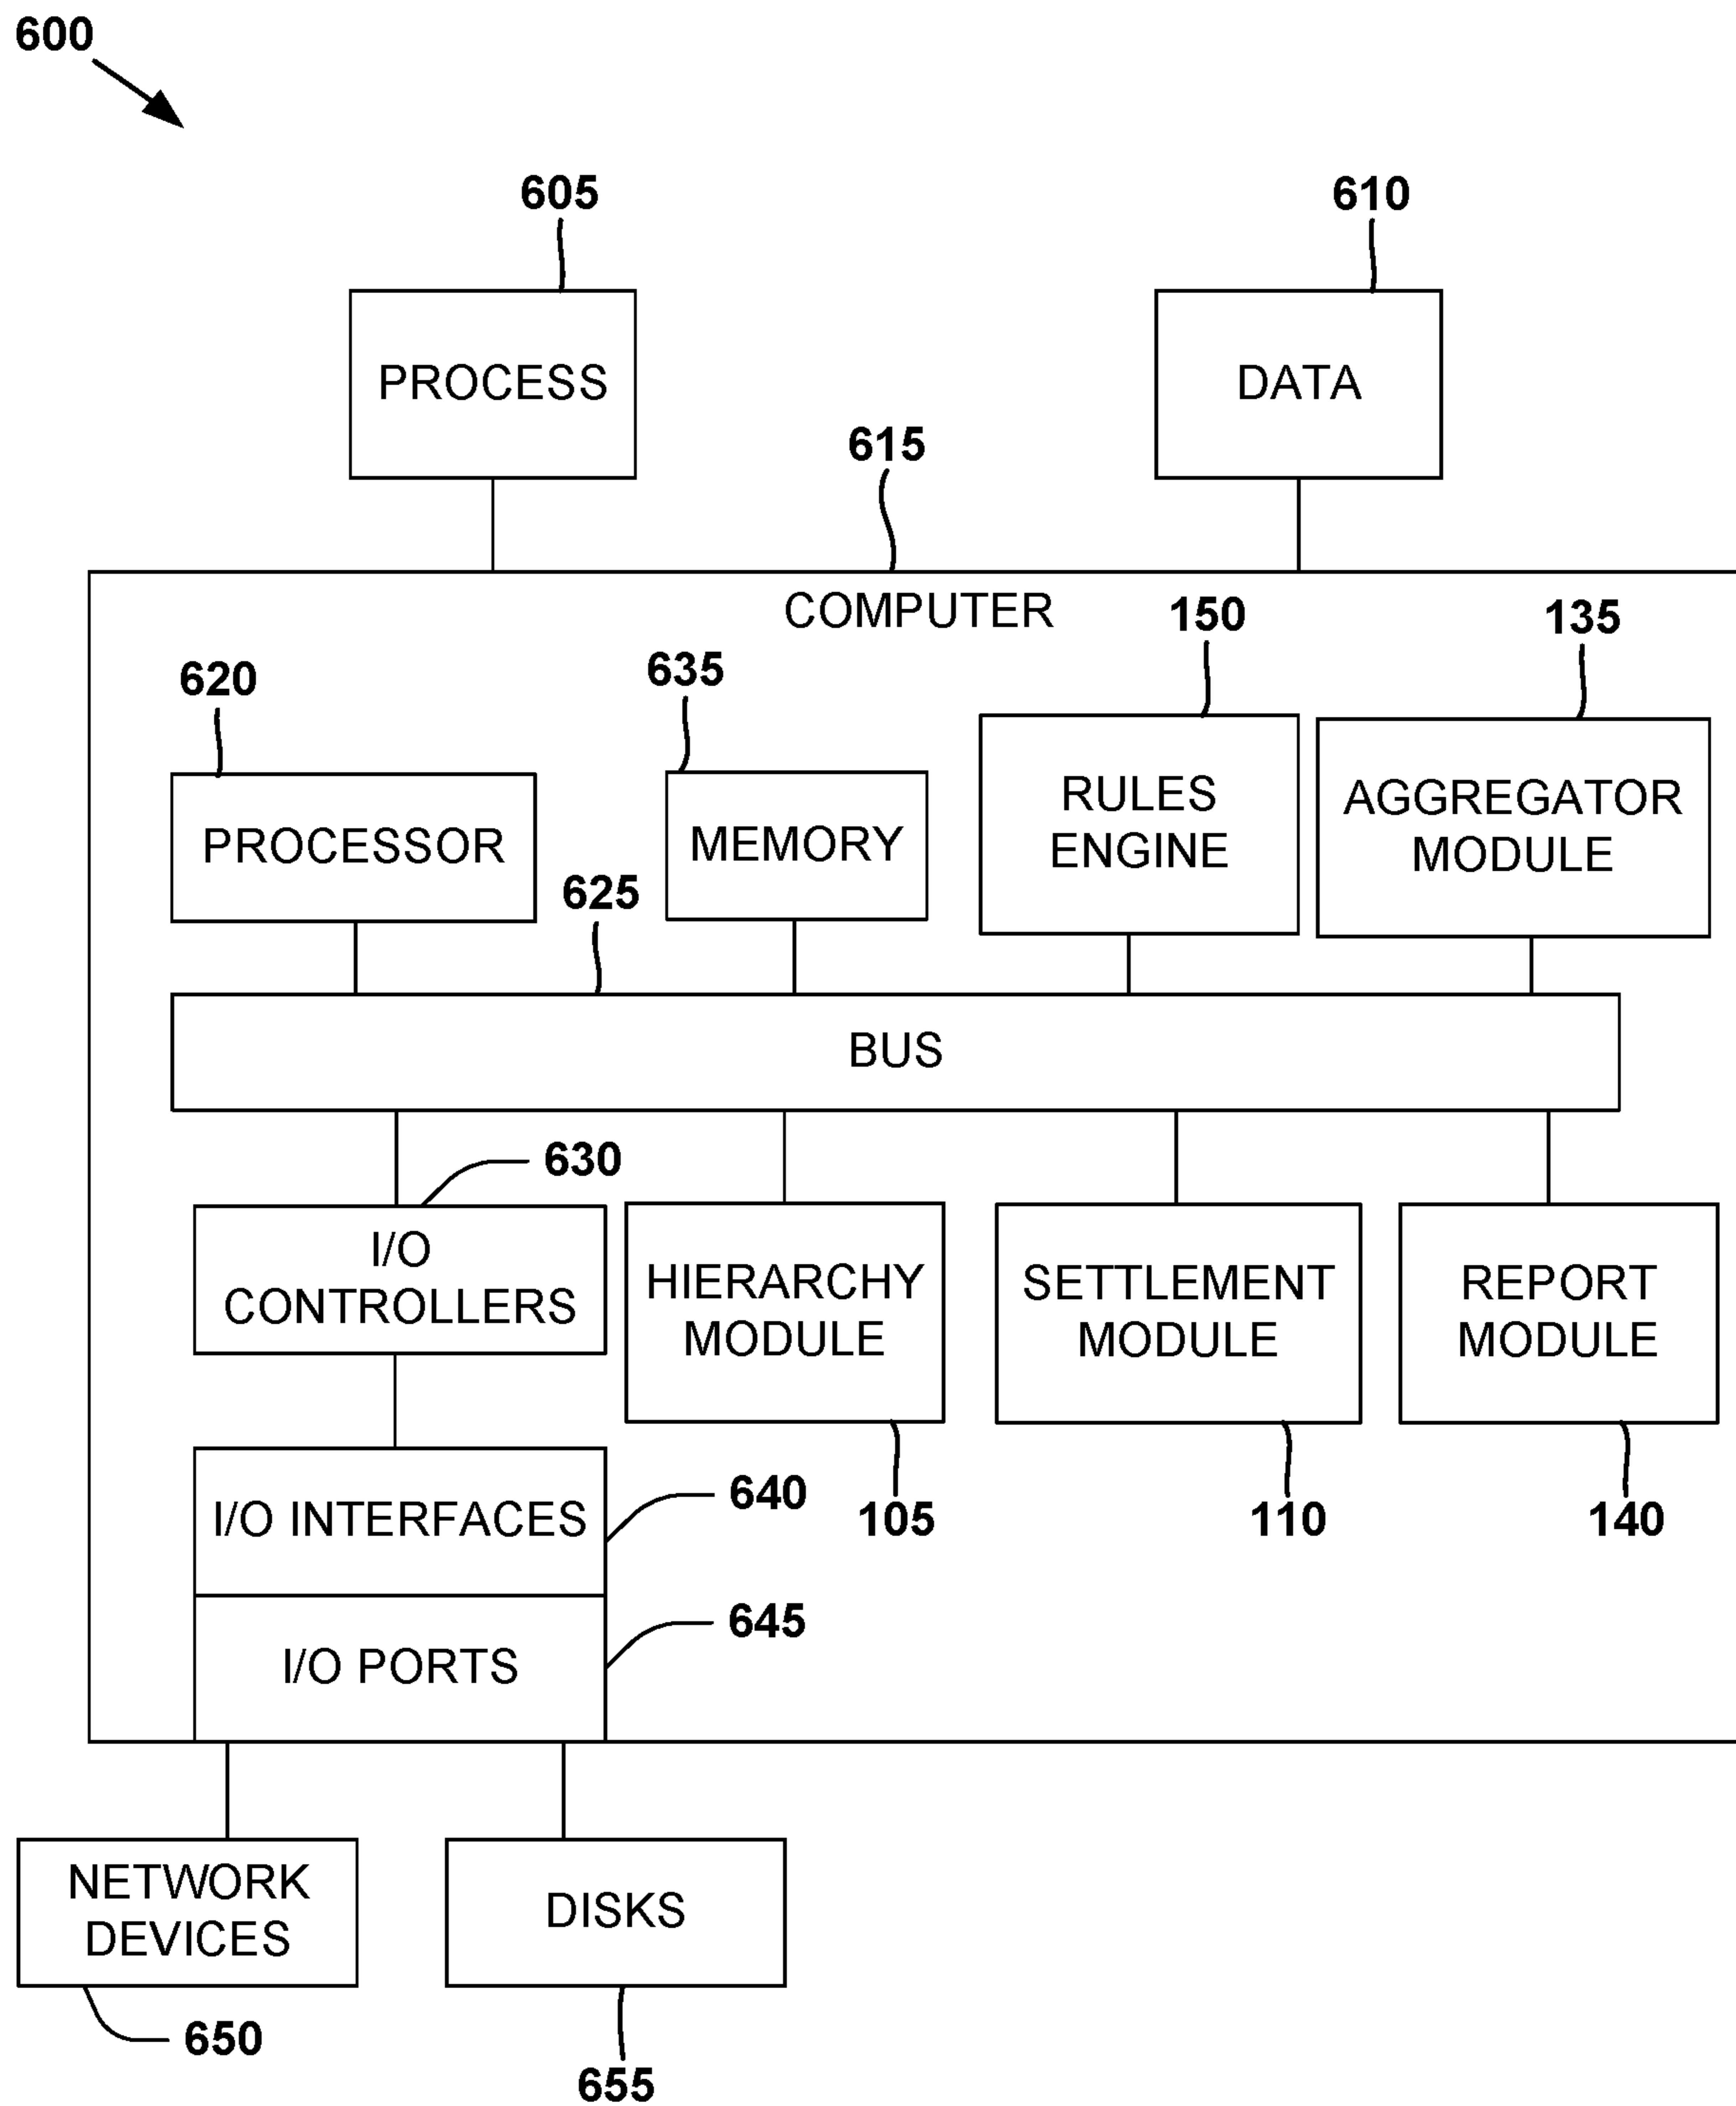 600
605
610
PROCESS
DATA
615
COMPUTER
150
135
620
635
RULES
ENGINE
AGGREGATOR
MODULE
PROCESSOR
MEMORY
625
BUS
630
I/O
CONTROLLERS
HIERARCHY
MODULE
SETTLEMENT
MODULE
REPORT
MODULE
I/O INTERFACES
640
105
110
140
I/O PORTS
645
NETWORK
DEVICES
DISKS
650
655